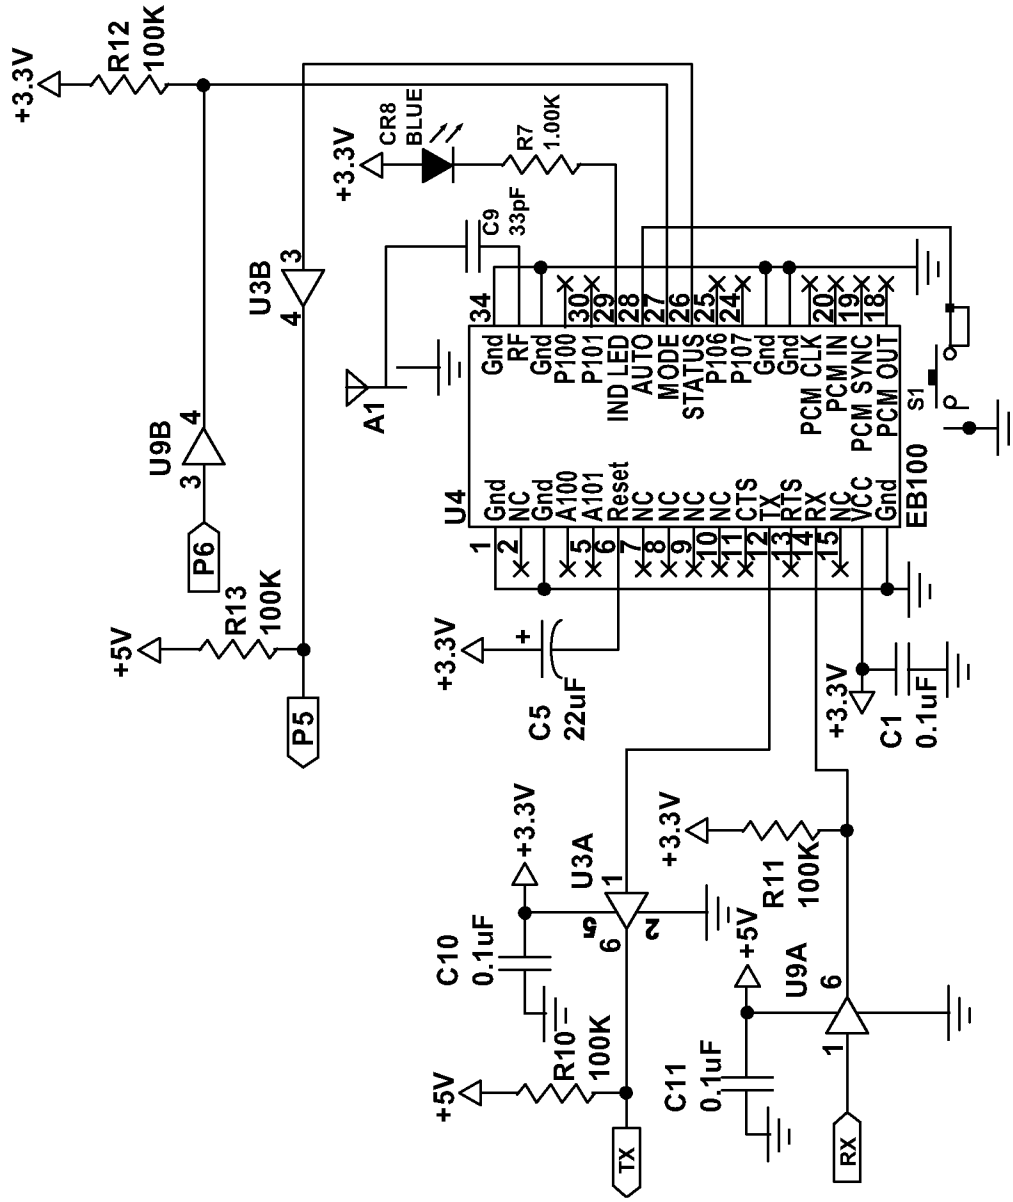 +3.3V
R12
100K
P6
3
U9B
4
+5V
R13
100K
P5
4
U3B
3
+3.3V
CR8
BLUE
R7
1.00K
C9
33pF
A1
+3.3V
C5
22uF
U4
EB100
1
Gnd
2
NC
Gnd
A100
5
A101
6
Reset
7
NC
8
NC
9
NC
10
NC
11
CTS
12
TX
13
RTS
14
RX
15
NC
VCC
Gnd
34
Gnd
RF
Gnd
30
P100
29
P101
28
IND LED
27
AUTO
26
MODE
25
STATUS
24
P106
P107
Gnd
Gnd
20
PCM CLK
19
PCM IN
18
PCM SYNC
PCM OUT
S1
+3.3V
C1
0.1uF
+3.3V
C10
0.1uF
U3A
1
5
2
6
+5V
R10
100K
TX
+3.3V
R11
100K
+5V
C11
0.1uF
U9A
6
1
RX